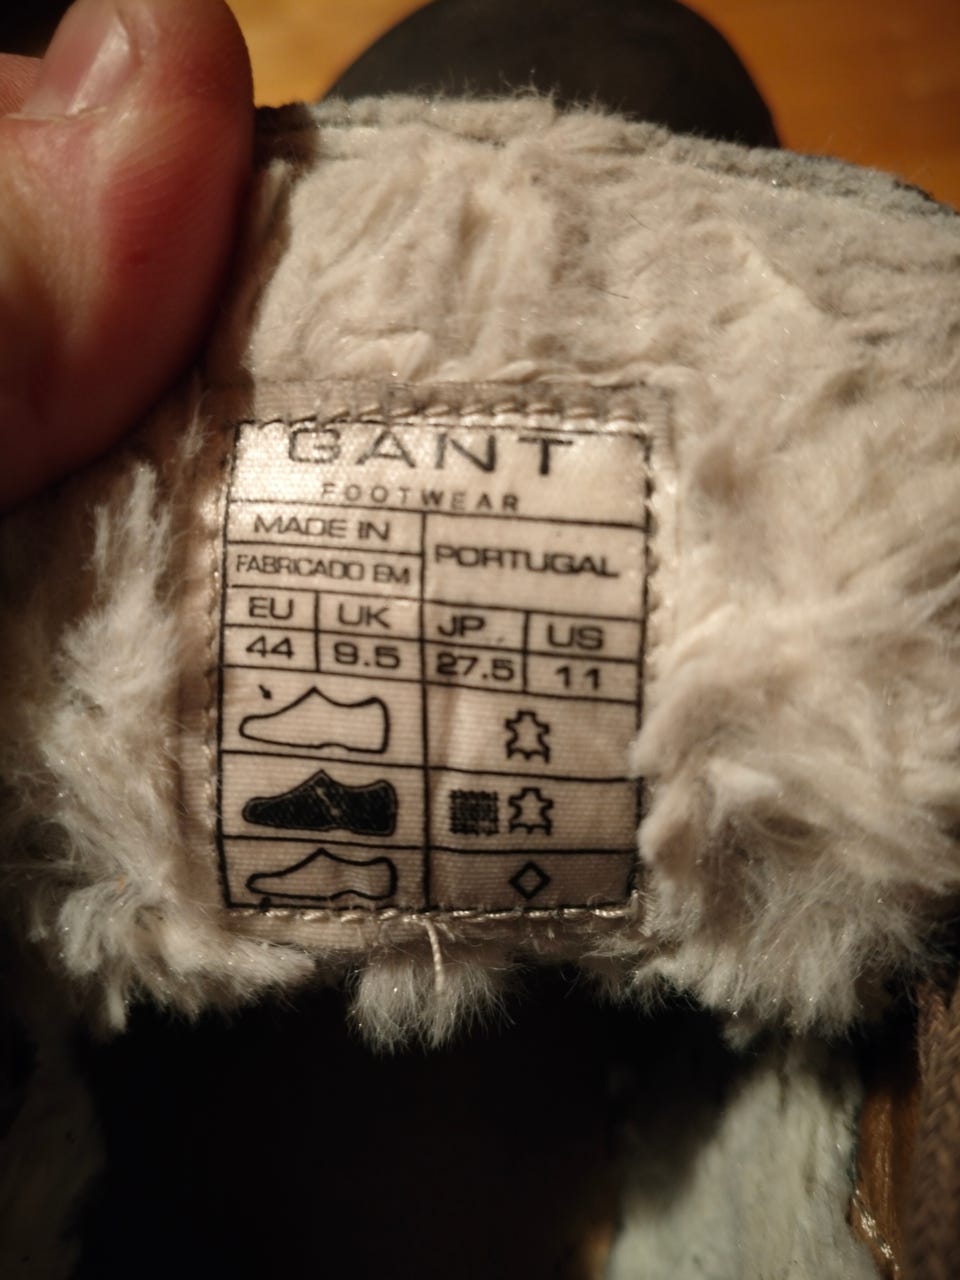 GANT
FOOTWEAR
MADE IN
FABRICADO EM
PORTUGAL
EU UK JP US
44 9.5 27.5 11